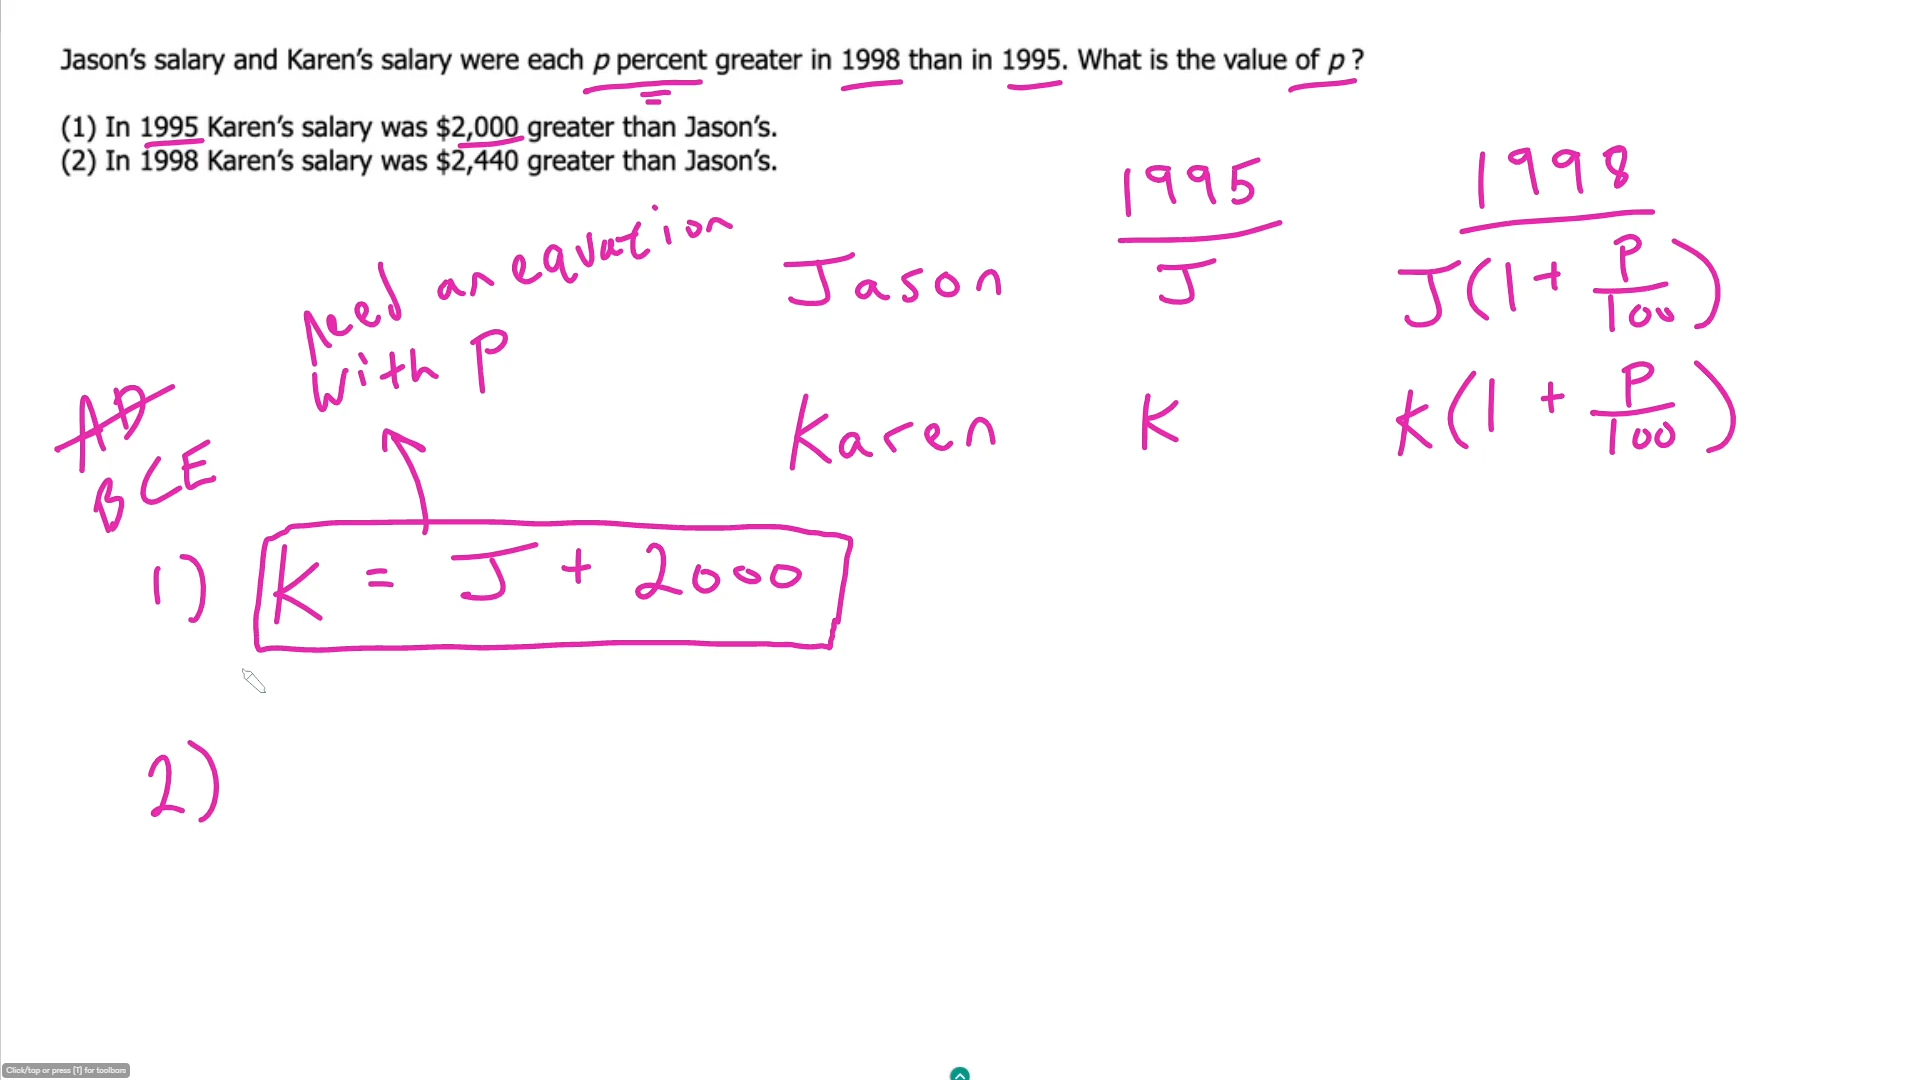 Jason's salary and Karen's salary were each p percent greater in 1998 than in 1995. What is the value of p ?
(1) In 1995 Karen's salary was $2,000 greater than Jason's.
(2) In 1998 Karen's salary was $2,440 greater than Jason's.
1995 1998
Need an equation
with P
Jason J J(1 + P/100)
Karen K K(1 + P/100)
AD
BCE
1) K = J + 2000
2)
Click/tap or press [T] for toolbars